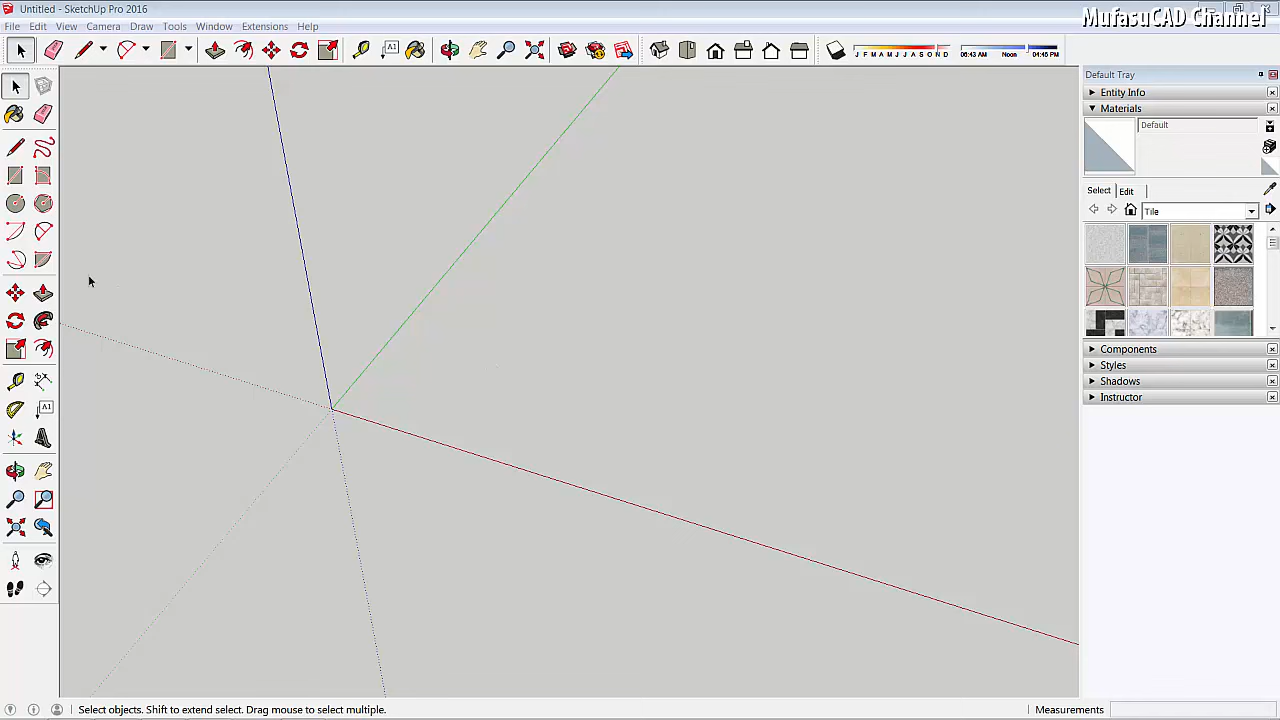 Untitled - SketchUp Pro 2016
MufasuCAD Channel
File Edit View Camera Draw Tools Window Extensions Help
A1
J F M A M J J A S O N D
06:43 AM Noon 04:45 PM
Default Tray
Entity Info
Materials
Default
Select Edit
Tile
Components
Styles
Shadows
Instructor
A1
Select objects. Shift to extend select. Drag mouse to select multiple.
Measurements